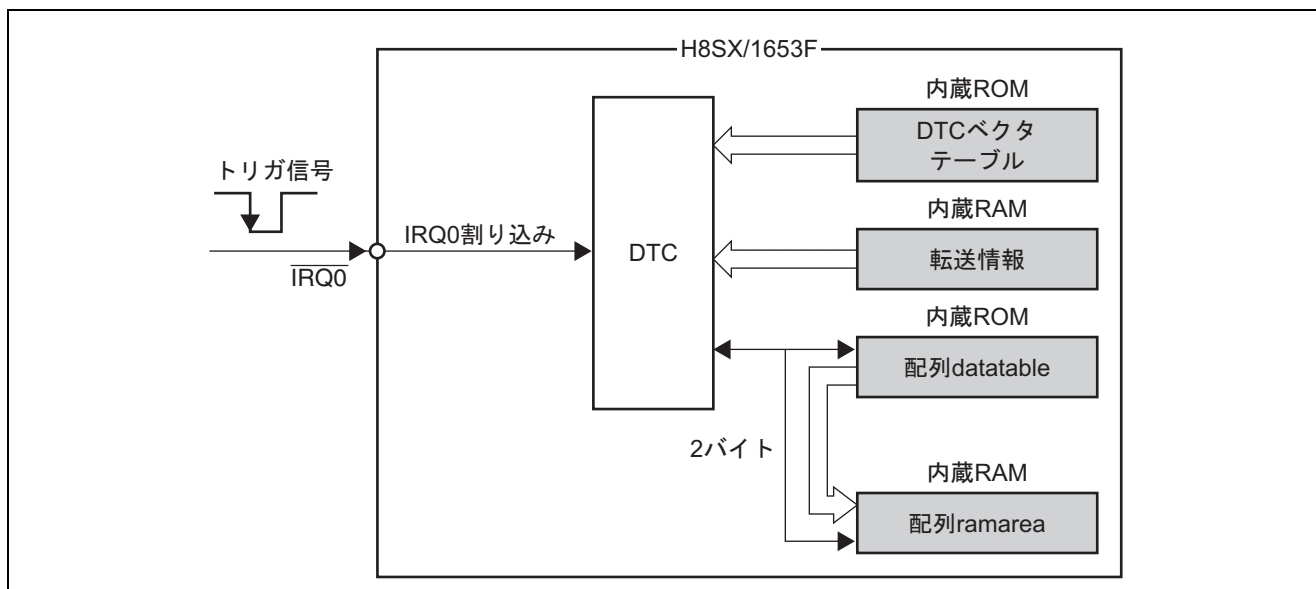 H8SX/1653F
内蔵ROM
DTCベクタ
テーブル
トリガ信号
内蔵RAM
IRQ0割り込み
DTC
転送情報
IRQ0
内蔵ROM
配列datatable
2バイト
内蔵RAM
配列ramarea